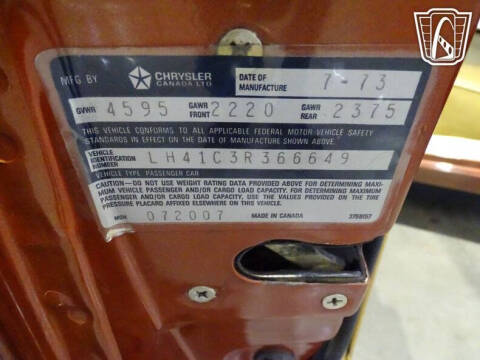 MFG BY CHRYSLER CANADA LTD DATE OF MANUFACTURE 7-73
GVWR 4595 GAWR FRONT 2220 GAWR REAR 2375
THIS VEHICLE CONFORMS TO ALL APPLICABLE FEDERAL MOTOR VEHICLE SAFETY
STANDARDS IN EFFECT ON THE DATE OF MANUFACTURE SHOWN ABOVE.
VEHICLE IDENTIFICATION NUMBER LH41C3R366649
VEHICLE TYPE PASSENGER CAR
CAUTION—DO NOT USE WEIGHT RATING DATA PROVIDED ABOVE FOR DETERMINING MAXI-
MUM VEHICLE PASSENGER AND/OR CARGO LOAD CAPACITY. FOR DETERMINING MAXIMUM
PASSENGER AND/OR CARGO LOAD CAPACITY, USE THE VALUES PROVIDED ON THE TIRE
PRESSURE PLACARD AFFIXED ELSEWHERE ON THIS VEHICLE.
072007 MADE IN CANADA